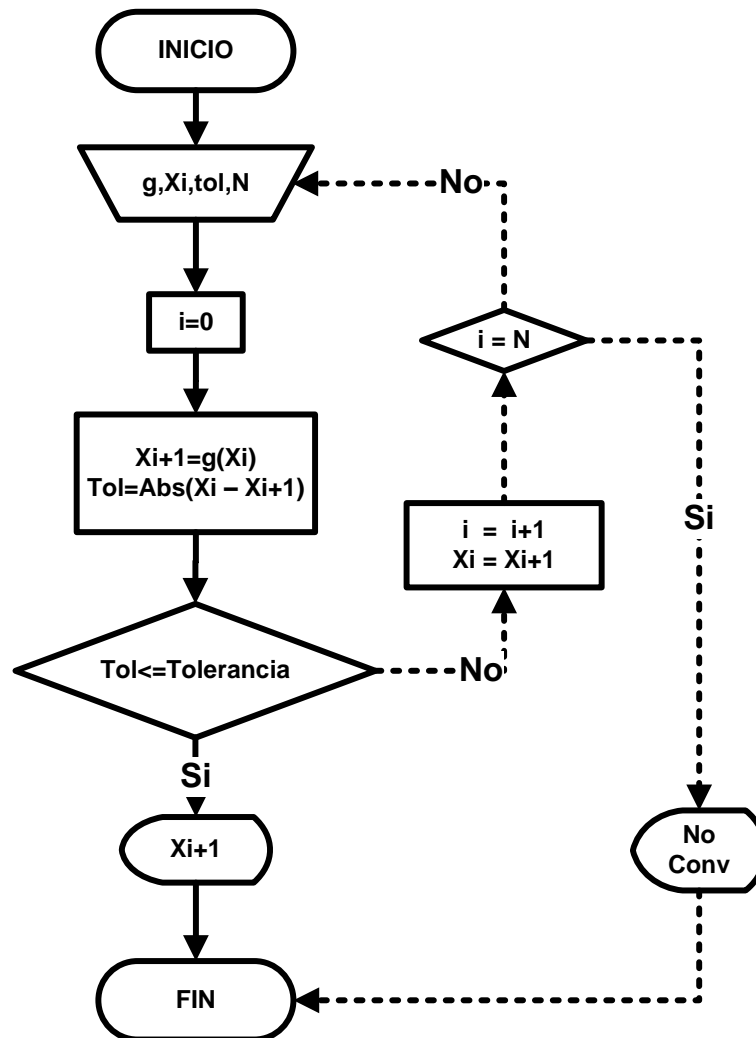 INICIO
g,Xi,tol,N
No
i=0
i = N
Xi+1=g(Xi)
Tol=Abs(Xi – Xi+1)
i = i+1
Xi = Xi+1
Si
Tol<=Tolerancia
No
Si
Xi+1
No
Conv
FIN